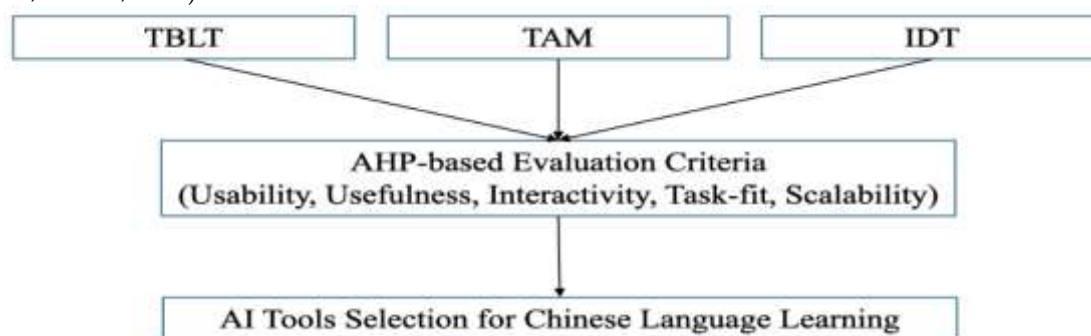 TBLT
TAM
IDT
AHP-based Evaluation Criteria
(Usability, Usefulness, Interactivity, Task-fit, Scalability)
AI Tools Selection for Chinese Language Learning